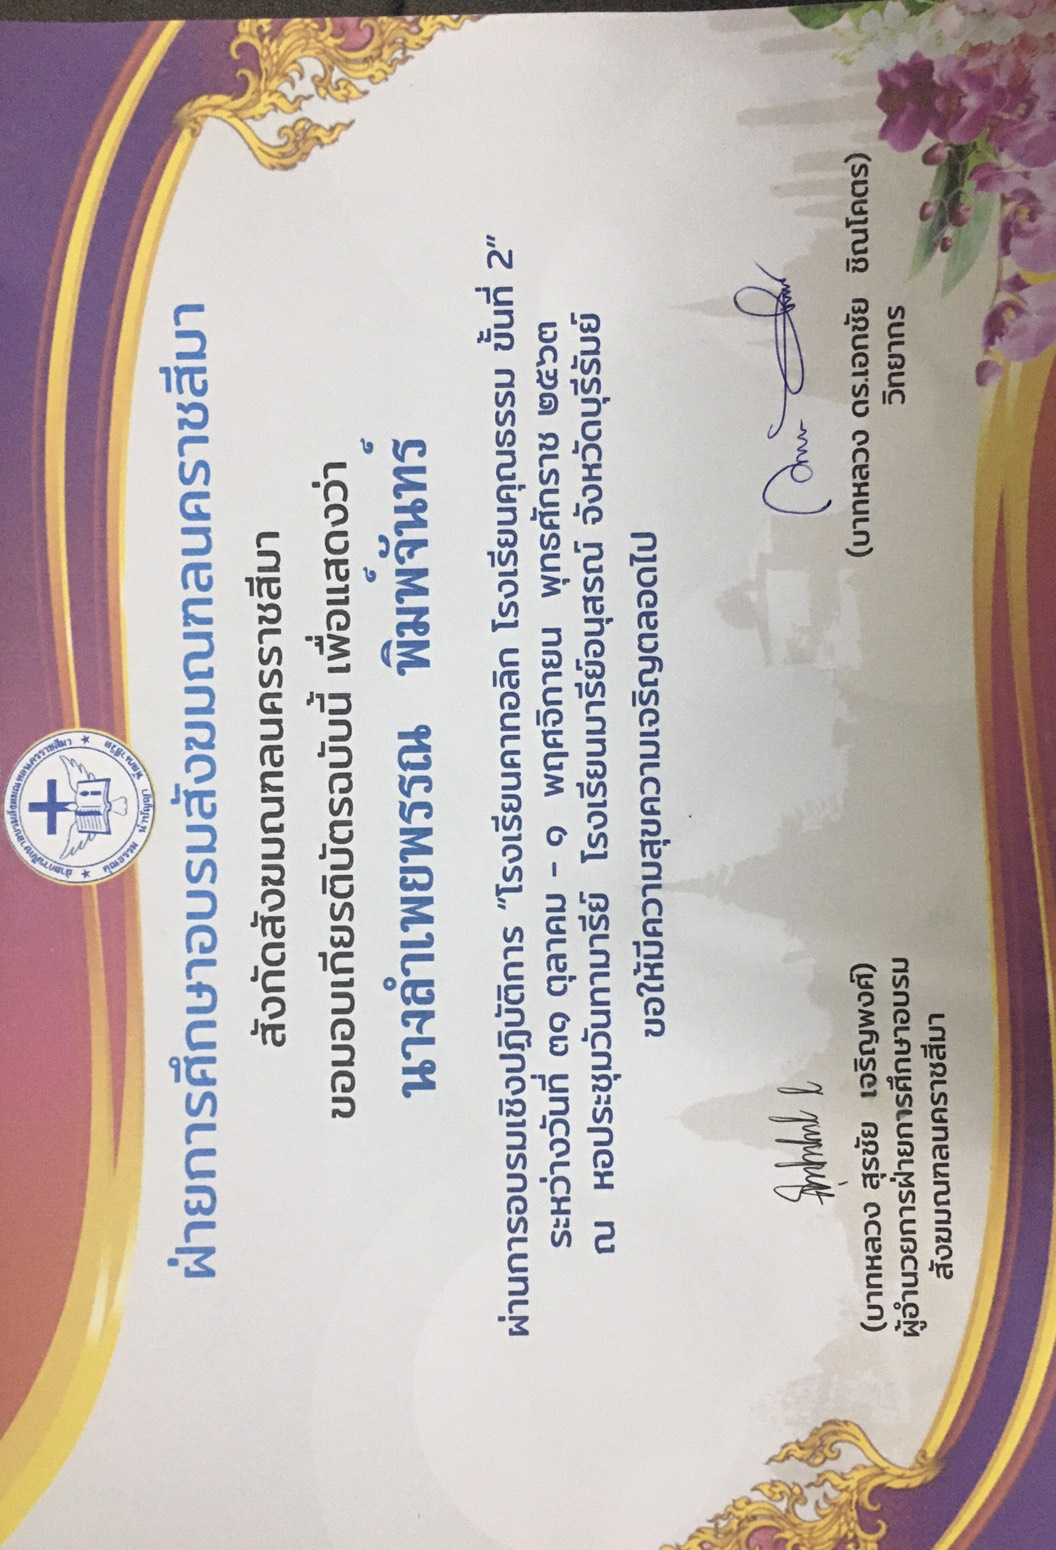 ฝ่ายการศึกษาอบรมสังฆมณฑลนครราชสีมา
สังกัดสังฆมณฑลนครราชสีมา
ขอมอบเกียรติบัตรฉบับนี้ เพื่อแสดงว่า
นางลำเพยพรรณ พิมพ์จันทร์
ผ่านการอบรมเชิงปฏิบัติการ "โรงเรียนคาทอลิก โรงเรียนคุณธรรม ขั้นที่ 2"
ระหว่างวันที่ ๓๑ ตุลาคม - ๑ พฤศจิกายน พุทธศักราช ๒๕๖๓
ณ หอประชุมวันทามารีย์ โรงเรียนมารีย์อนุสรณ์ จังหวัดบุรีรัมย์
ขอให้มีความสุขความเจริญตลอดไป
(บาทหลวง สุรชัย เจริญพงศ์)
ผู้อำนวยการฝ่ายการศึกษาอบรม
สังฆมณฑลนครราชสีมา
(บาทหลวง ดร.เอกชัย ชิณโคตร)
วิทยากร